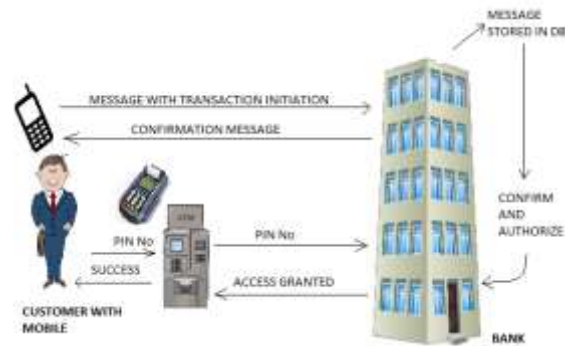 MESSAGE
STORED IN DB
MESSAGE WITH TRANSACTION INITIATION
CONFIRMATION MESSAGE
ATM
CONFIRM
AND
AUTHORIZE
PIN No
PIN No
SUCCESS
ACCESS GRANTED
CUSTOMER WITH
MOBILE
BANK